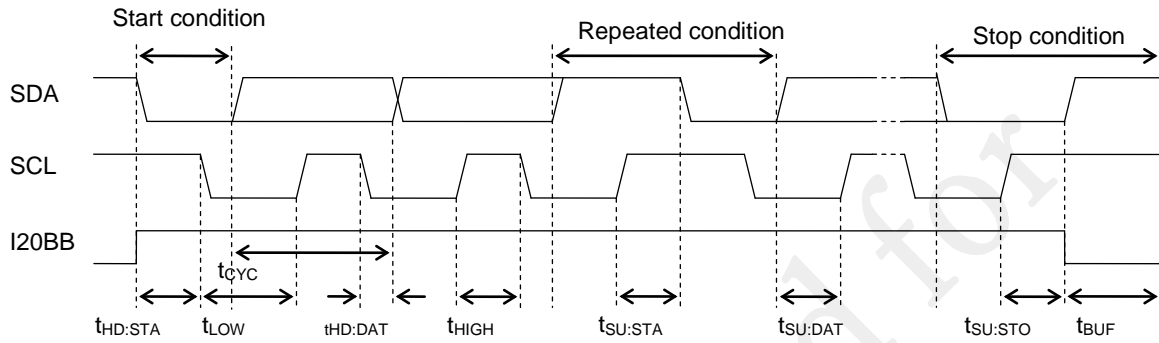 Start condition
Repeated condition
Stop condition
SDA
SCL
I20BB
tCYC
tHD:STA
tLOW
tHD:DAT
tHIGH
tSU:STA
tSU:DAT
tSU:STO
tBUF
d for